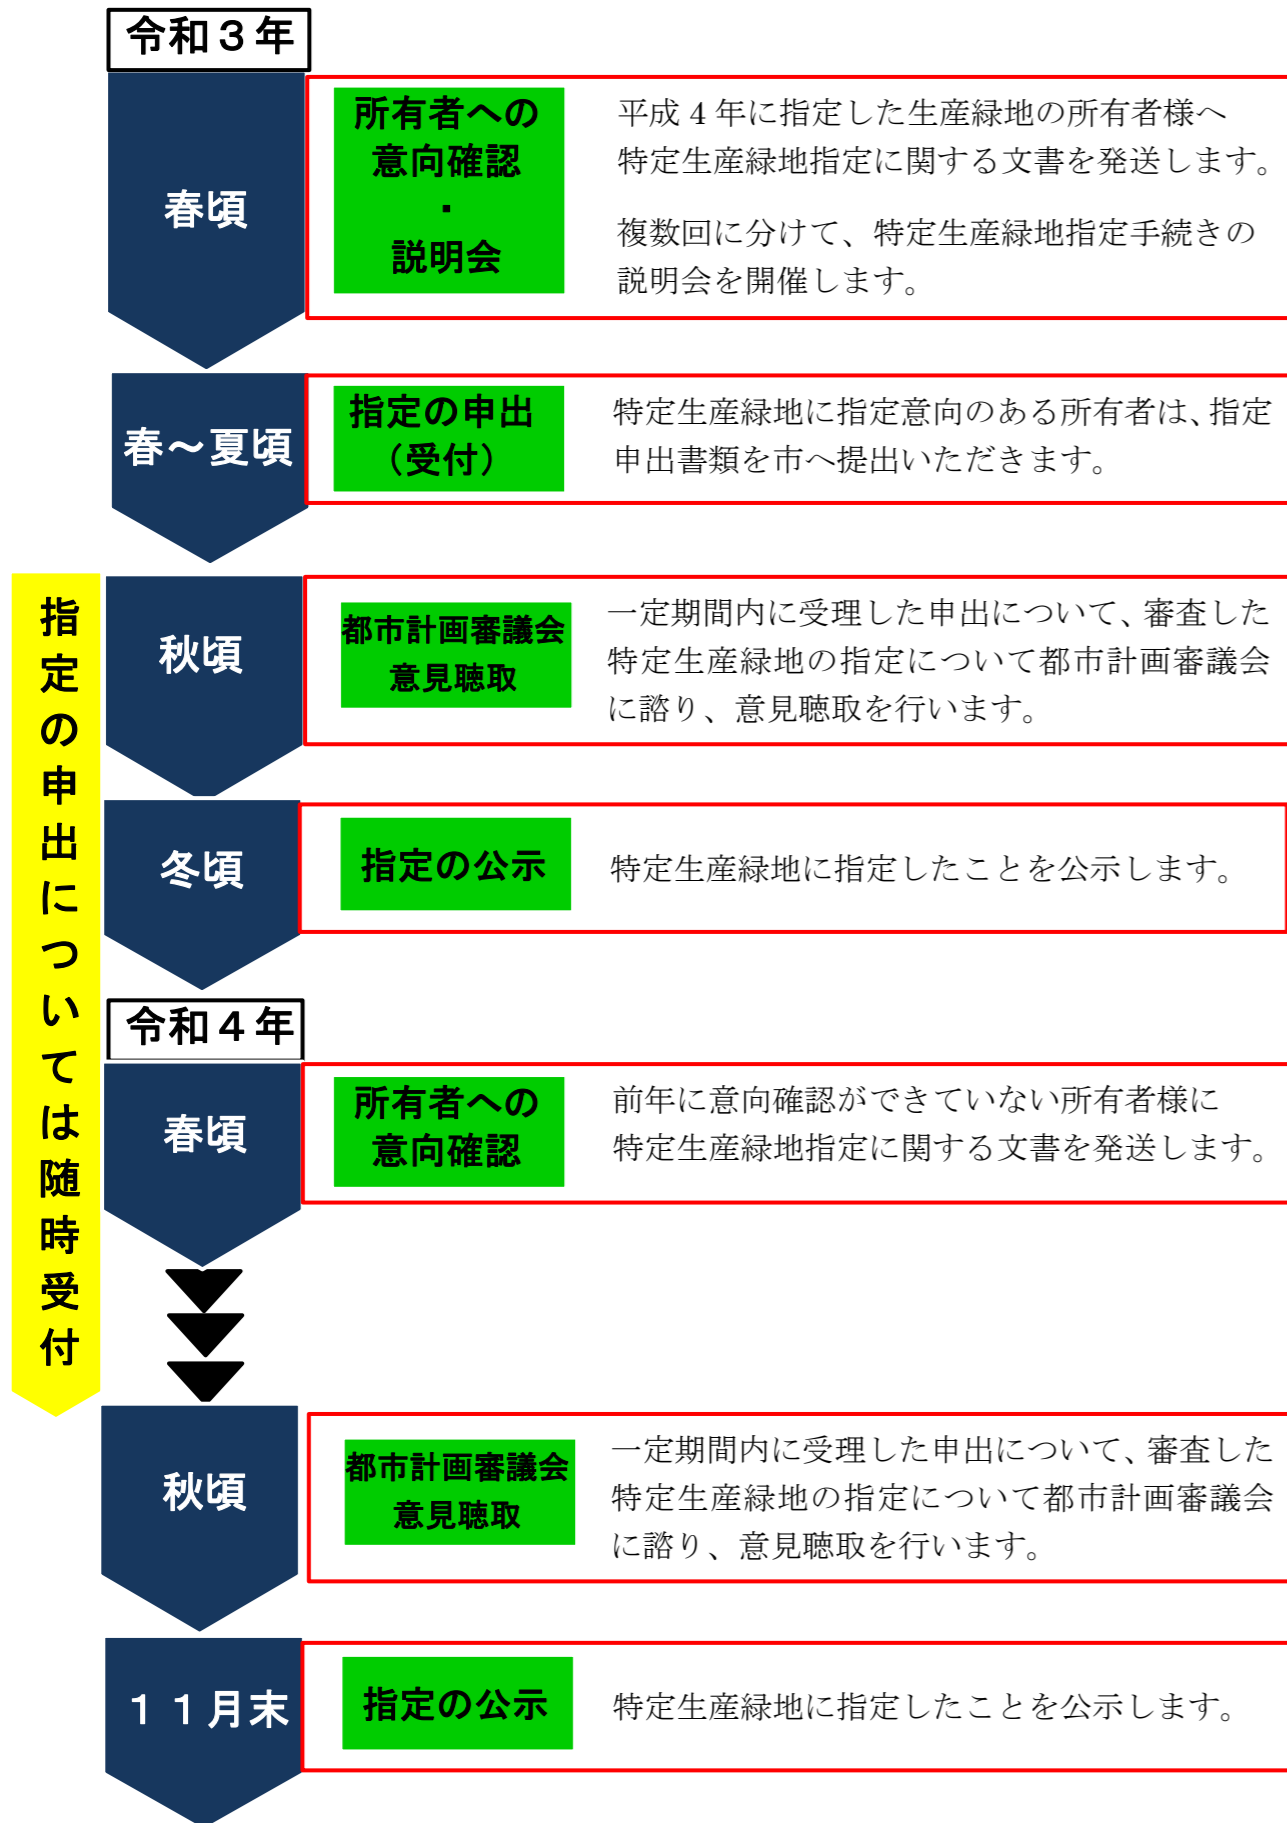 令和３年
春頃
所有者への
意向確認
・
説明会
平成４年に指定した生産緑地の所有者様へ
特定生産緑地指定に関する文書を発送します。
複数回に分けて、特定生産緑地指定手続きの
説明会を開催します。
春～夏頃
指定の申出
（受付）
特定生産緑地に指定意向のある所有者は、指定
申出書類を市へ提出いただきます。
指定の申出については随時受付
秋頃
都市計画審議会
意見聴取
一定期間内に受理した申出について、審査した
特定生産緑地の指定について都市計画審議会
に諮り、意見聴取を行います。
冬頃
指定の公示
特定生産緑地に指定したことを公示します。
令和４年
春頃
所有者への
意向確認
前年に意向確認ができていない所有者様に
特定生産緑地指定に関する文書を発送します。
秋頃
都市計画審議会
意見聴取
一定期間内に受理した申出について、審査した
特定生産緑地の指定について都市計画審議会
に諮り、意見聴取を行います。
１１月末
指定の公示
特定生産緑地に指定したことを公示します。